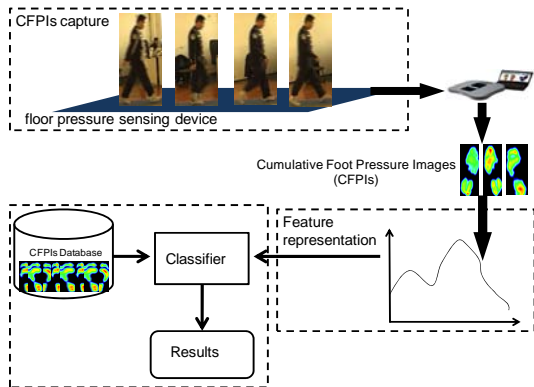 CFPIs capture
floor pressure sensing device
Cumulative Foot Pressure Images
(CFPIs)
Feature
representation
CFPIs Database
Classifier
Results